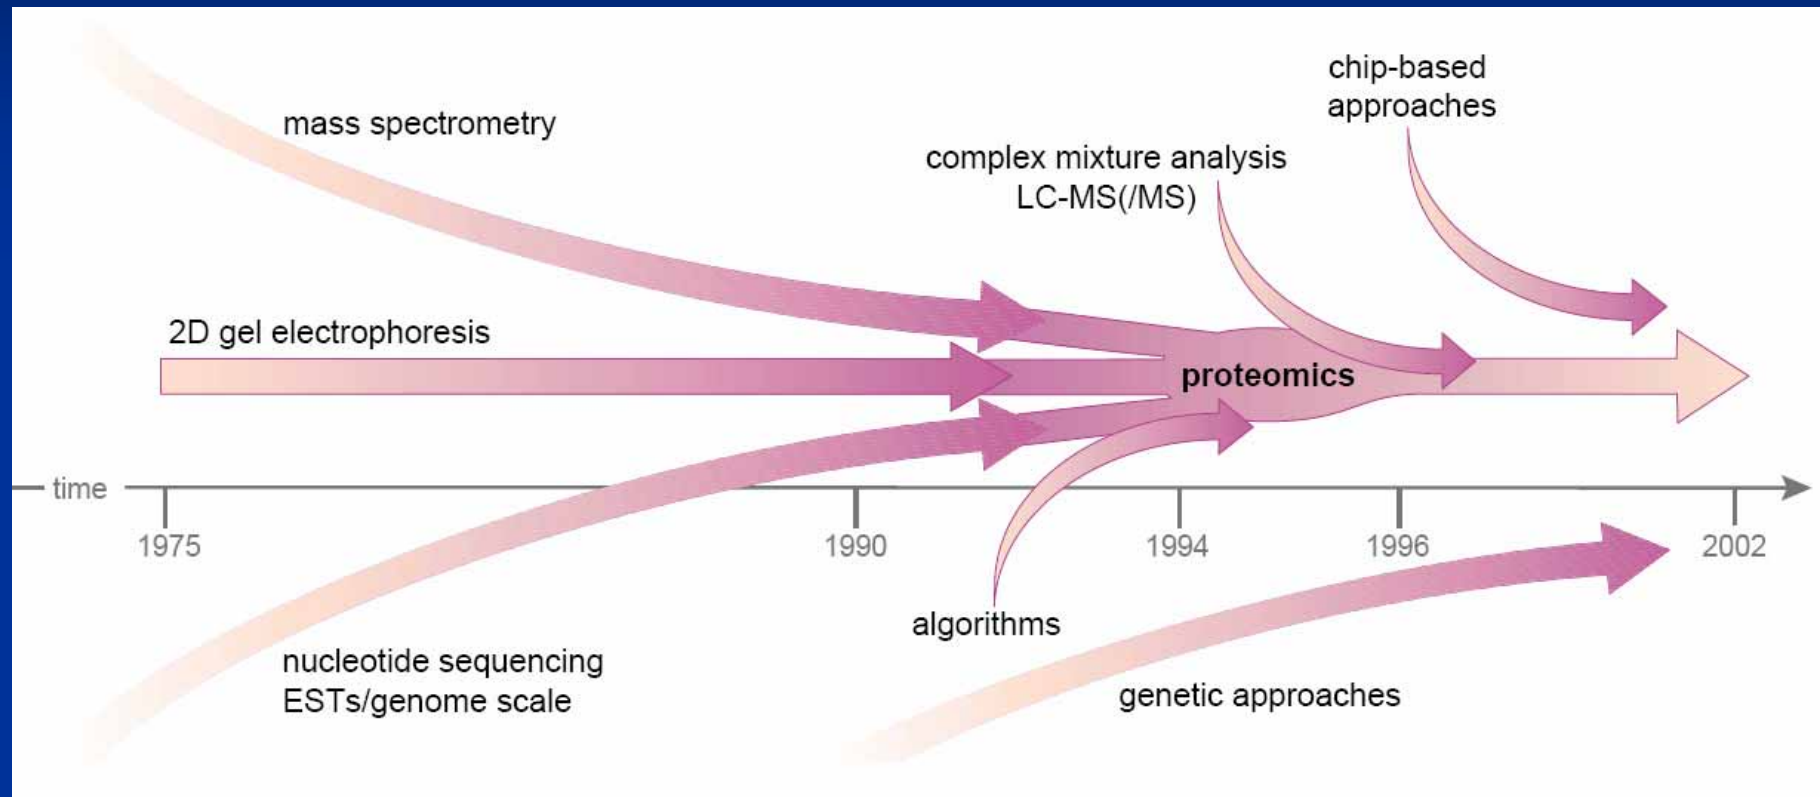 chip-based
approaches
mass spectrometry
complex mixture analysis
LC-MS(/MS)
2D gel electrophoresis
proteomics
time
1975
1990
1994
1996
2002
algorithms
nucleotide sequencing
ESTs/genome scale
genetic approaches